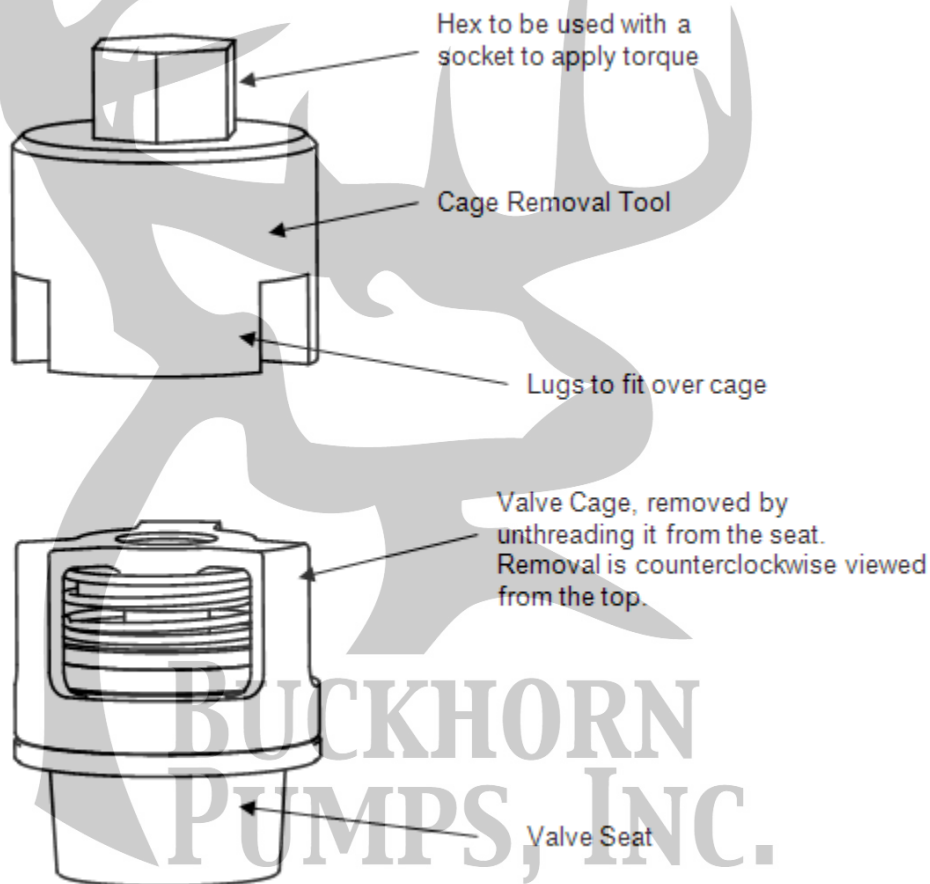 Hex to be used with a
socket to apply torque
Cage Removal Tool
Lugs to fit over cage
Valve Cage, removed by
unthreading it from the seat.
Removal is counterclockwise viewed
from the top.
BUCKHORN
PUMPS, INC.
Valve Seat